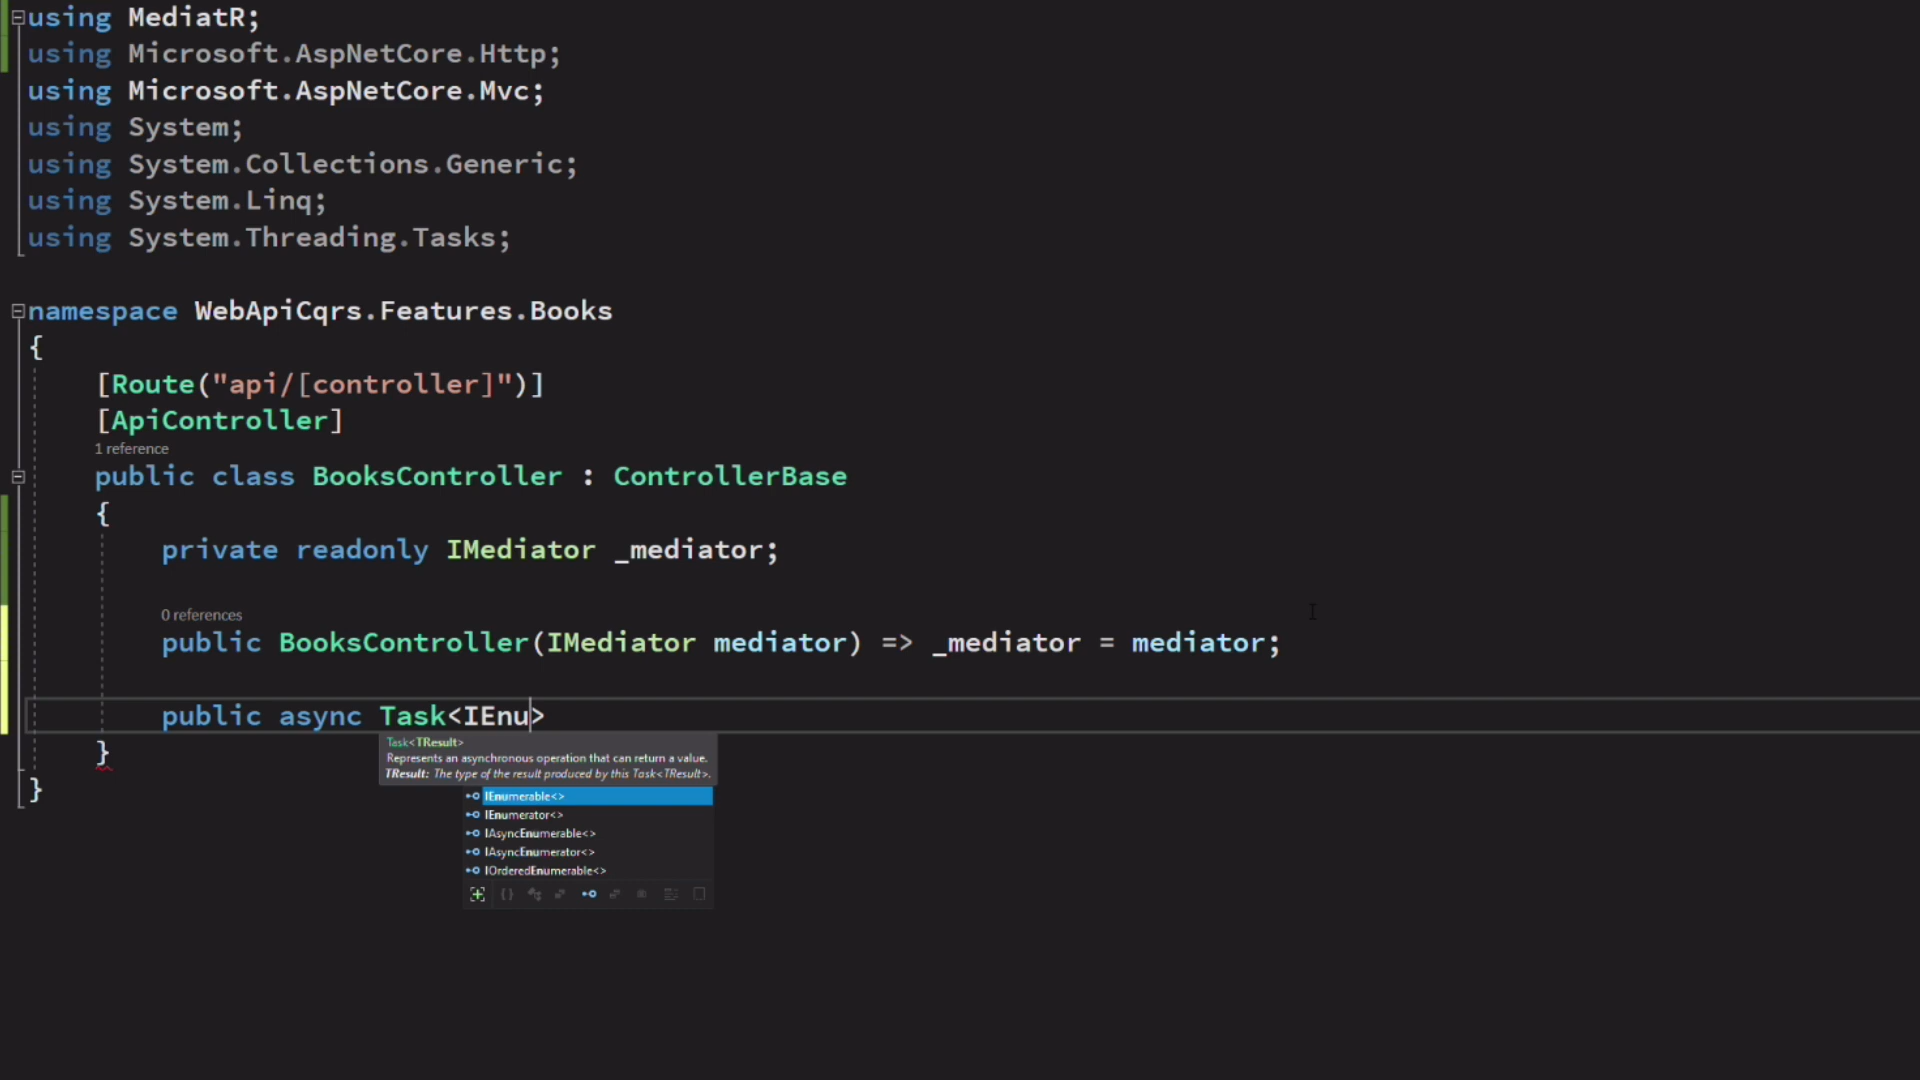 using MediatR;
using Microsoft.AspNetCore.Http;
using Microsoft.AspNetCore.Mvc;
using System;
using System.Collections.Generic;
using System.Linq;
using System.Threading.Tasks;
namespace WebApiCqrs.Features.Books
{
[Route("api/[controller]")]
[ApiController]
1 reference
public class BooksController : ControllerBase
{
private readonly IMediator _mediator;
0 references
public BooksController(IMediator mediator) => _mediator = mediator;
public async Task<IEnu>
}
Task<TResult>
Represents an asynchronous operation that can return a value.
TResult: The type of the result produced by this Task<TResult>.
}
IEnumerable<>
IEnumerator<>
IAsyncEnumerable<>
IAsyncEnumerator<>
IOrderedEnumerable<>